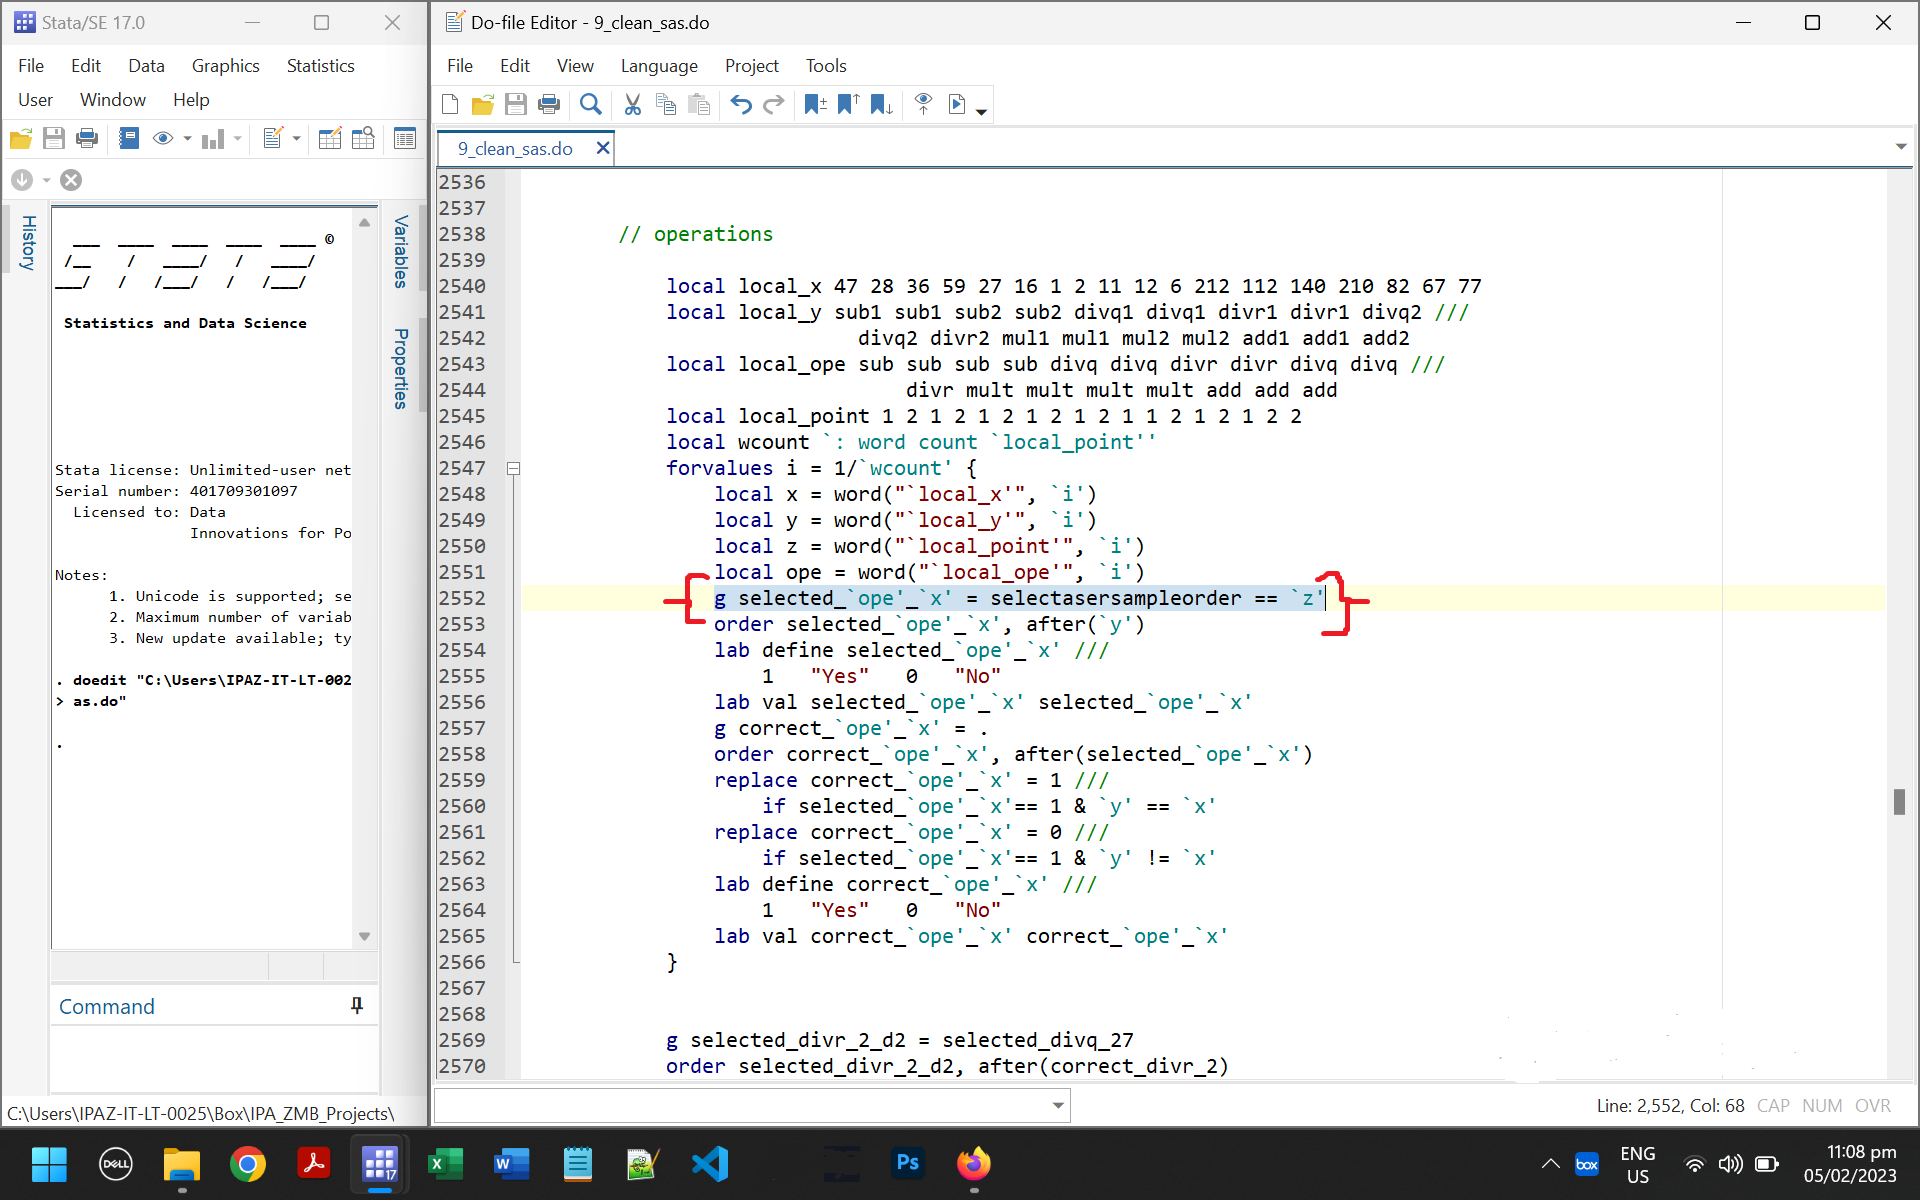 Stata/SE 17.0
File Edit Data Graphics Statistics
User Window Help
History
Variables
Properties
©
Statistics and Data Science
Stata license: Unlimited-user net
Serial number: 401709301097
Licensed to: Data
Innovations for Po
Notes:
1. Unicode is supported; se
2. Maximum number of variab
3. New update available; ty
. doedit "C:\Users\IPAZ-IT-LT-002
> as.do"
.
Command
C:\Users\IPAZ-IT-LT-0025\Box\IPA_ZMB_Projects\
Do-file Editor - 9_clean_sas.do
File Edit View Language Project Tools
9_clean_sas.do
2536
2537
2538 // operations
2539
2540 local local_x 47 28 36 59 27 16 1 2 11 12 6 212 112 140 210 82 67 77
2541 local local_y sub1 sub1 sub2 sub2 divq1 divq1 divr1 divr1 divq2 ///
2542 divq2 divr2 mul1 mul1 mul2 mul2 add1 add1 add2
2543 local local_ope sub sub sub sub divq divq divr divr divq divq ///
2544 divr mult mult mult mult add add add
2545 local local_point 1 2 1 2 1 2 1 2 1 2 1 1 2 1 2 1 2 2
2546 local wcount `: word count `local_point''
2547 forvalues i = 1/`wcount' {
2548 local x = word("`local_x'", `i')
2549 local y = word("`local_y'", `i')
2550 local z = word("`local_point'", `i')
2551 local ope = word("`local_ope'", `i')
2552 g selected_`ope'_`x' = selectasersampleorder == `z'
2553 order selected_`ope'_`x', after(`y')
2554 lab define selected_`ope'_`x' ///
2555 1 "Yes" 0 "No"
2556 lab val selected_`ope'_`x' selected_`ope'_`x'
2557 g correct_`ope'_`x' = .
2558 order correct_`ope'_`x', after(selected_`ope'_`x')
2559 replace correct_`ope'_`x' = 1 ///
2560 if selected_`ope'_`x'== 1 & `y' == `x'
2561 replace correct_`ope'_`x' = 0 ///
2562 if selected_`ope'_`x'== 1 & `y' != `x'
2563 lab define correct_`ope'_`x' ///
2564 1 "Yes" 0 "No"
2565 lab val correct_`ope'_`x' correct_`ope'_`x'
2566 }
2567
2568
2569 g selected_divr_2_d2 = selected_divq_27
2570 order selected_divr_2_d2, after(correct_divr_2)
Line: 2,552, Col: 68 CAP NUM OVR
DELL
17
Ps
box
ENG
US
11:08 pm
05/02/2023